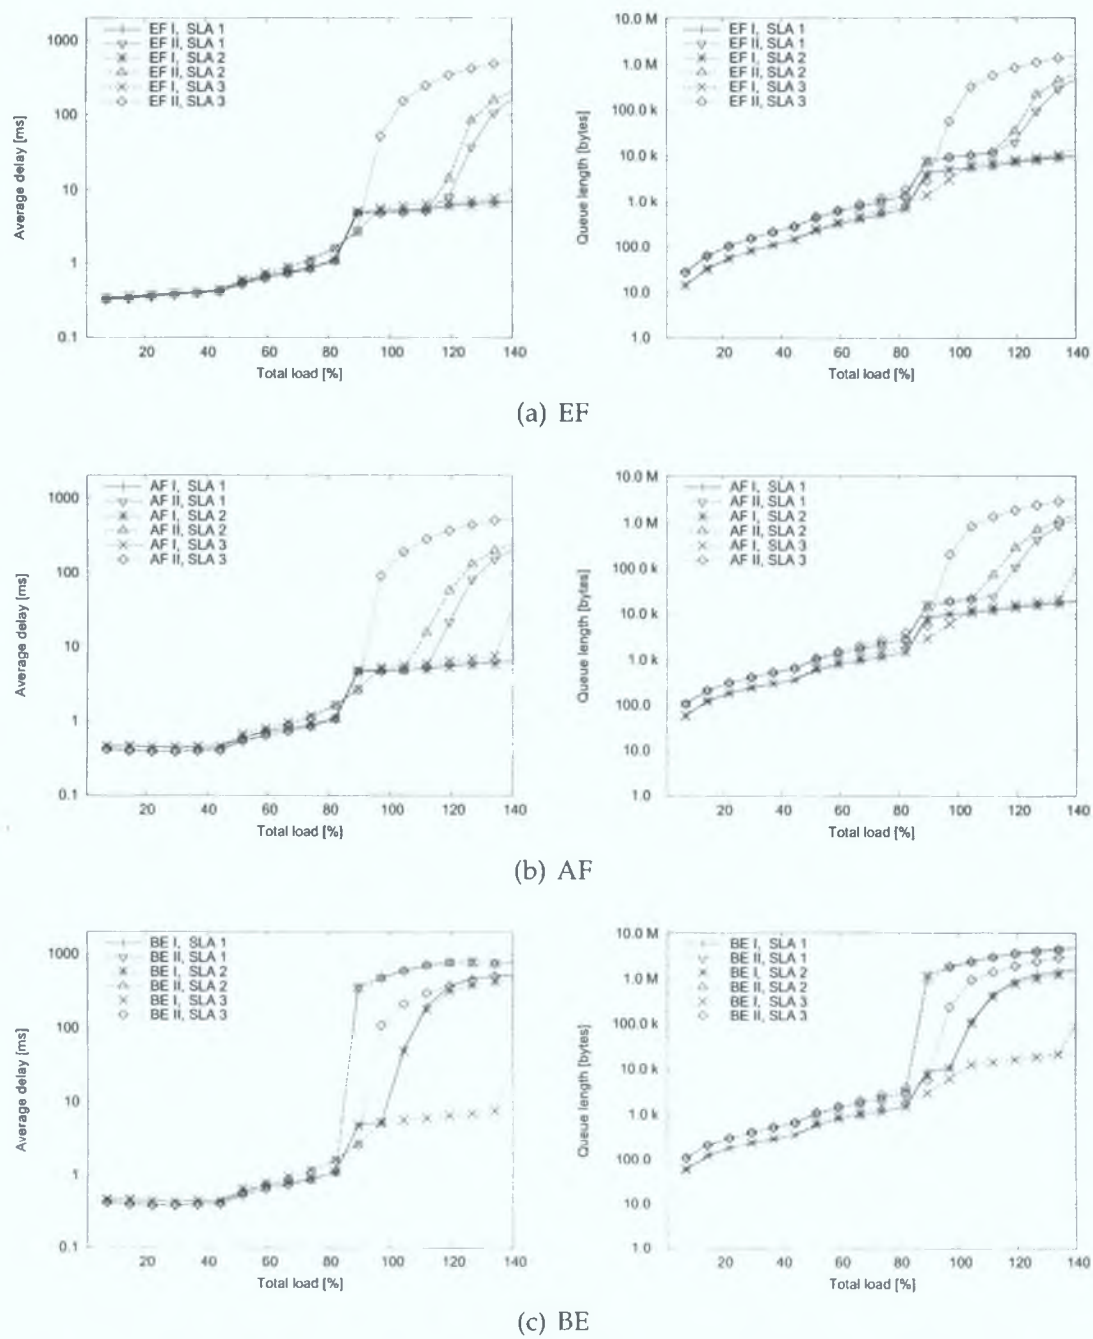 EF I, SLA 1
EF II, SLA 1
EF I, SLA 2
EF II, SLA 2
EF I, SLA 3
EF II, SLA 3
1000
100
10
1
0.1
Average delay [ms]
20 40 60 80 100 120 140
Total load [%]
EF I, SLA 1
EF II, SLA 1
EF I, SLA 2
EF II, SLA 2
EF I, SLA 3
EF II, SLA 3
10.0 M
1.0 M
100.0 k
10.0 k
1.0 k
100.0
10.0
1.0
Queue length [bytes]
20 40 60 80 100 120 140
Total load [%]
(a) EF
AF I, SLA 1
AF II, SLA 1
AF I, SLA 2
AF II, SLA 2
AF I, SLA 3
AF II, SLA 3
1000
100
10
1
0.1
Average delay [ms]
20 40 60 80 100 120 140
Total load [%]
AF I, SLA 1
AF II, SLA 1
AF I, SLA 2
AF II, SLA 2
AF I, SLA 3
AF II, SLA 3
10.0 M
1.0 M
100.0 k
10.0 k
1.0 k
100.0
10.0
1.0
Queue length [bytes]
20 40 60 80 100 120 140
Total load [%]
(b) AF
BE I, SLA 1
BE II, SLA 1
BE I, SLA 2
BE II, SLA 2
BE I, SLA 3
BE II, SLA 3
1000
100
10
1
0.1
Average delay [ms]
20 40 60 80 100 120 140
Total load [%]
BE I, SLA 1
BE II, SLA 1
BE I, SLA 2
BE II, SLA 2
BE I, SLA 3
BE II, SLA 3
10.0 M
1.0 M
100.0 k
10.0 k
1.0 k
100.0
10.0
1.0
Queue length [bytes]
20 40 60 80 100 120 140
Total load [%]
(c) BE